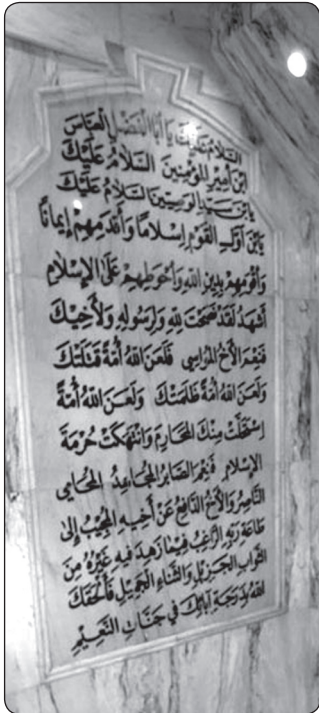 السلام عليك يا أبا الفضل العباس
ابن أمير المؤمنين السلام عليك
يا بن سيد الوصيين السلام عليك
يا بن أول القوم إسلاما وأقدمهم إيمانا
وأقومهم بدين الله وأحوطهم على الإسلام
أشهد لقد نصحت لله ولرسوله ولأخيك
فنعم الأخ المواسي فلعن الله أمة قتلتك
ولعن الله أمة ظلمتك ولعن الله أمة
استحلت منك المحارم وانتهكت حرمة
الإسلام فنعم الصابر المجاهد المحامي
الناصر والأخ الدافع عن أخيه المجيب إلى
طاعة ربه الراغب فيما زهد فيه غيره من
الثواب الجزيل والثناء الجميل فألحقك
الله بدرجة آبائك في جنات النعيم